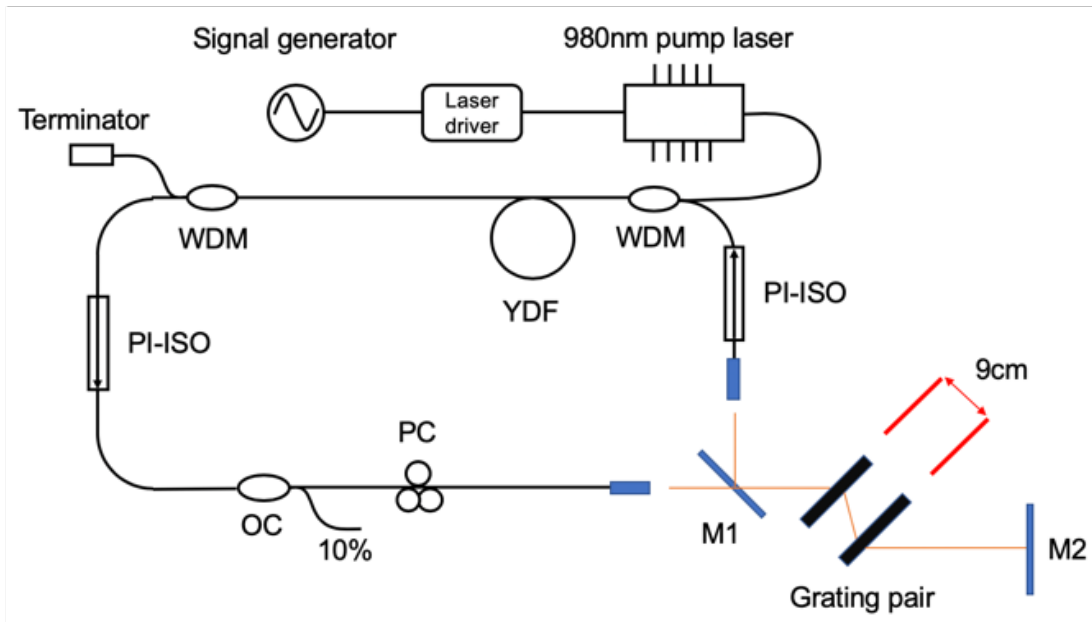 Signal generator
980nm pump laser
Laser
driver
Terminator
WDM
WDM
YDF
PI-ISO
PI-ISO
9cm
PC
OC
10%
M1
M2
Grating pair